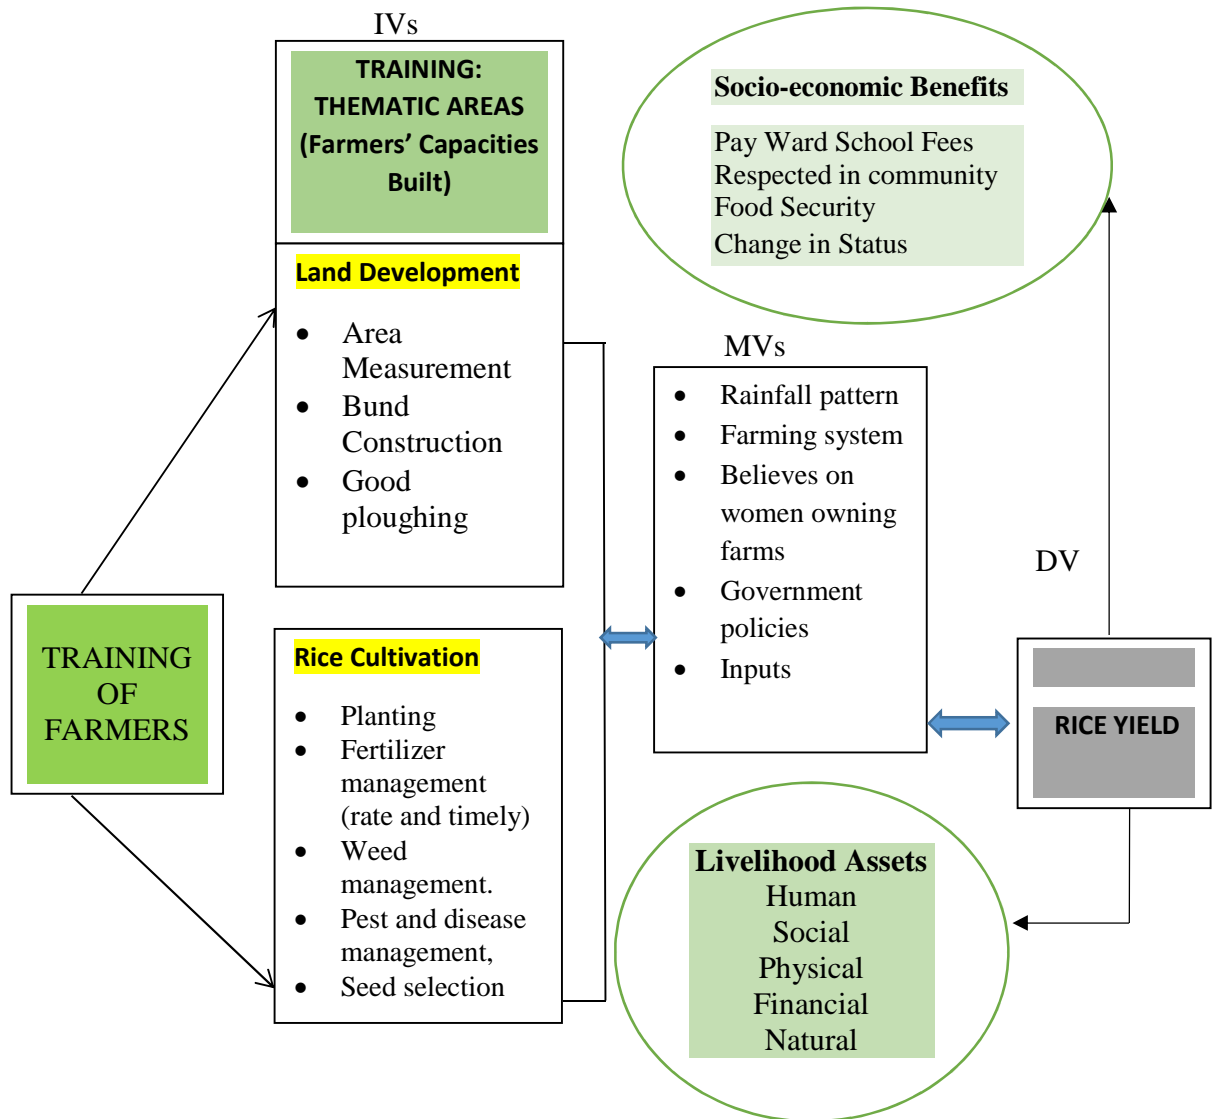 IVs
TRAINING:
THEMATIC AREAS
(Farmers’ Capacities
Built)
Land Development
• Area
Measurement
• Bund
Construction
• Good
ploughing
TRAINING
OF
FARMERS
Rice Cultivation
• Planting
• Fertilizer
management
(rate and timely)
• Weed
management.
• Pest and disease
management,
• Seed selection
MVs
• Rainfall pattern
• Farming system
• Believes on
women owning
farms
• Government
policies
• Inputs
Socio-economic Benefits
Pay Ward School Fees
Respected in community
Food Security
Change in Status
DV
RICE YIELD
Livelihood Assets
Human
Social
Physical
Financial
Natural